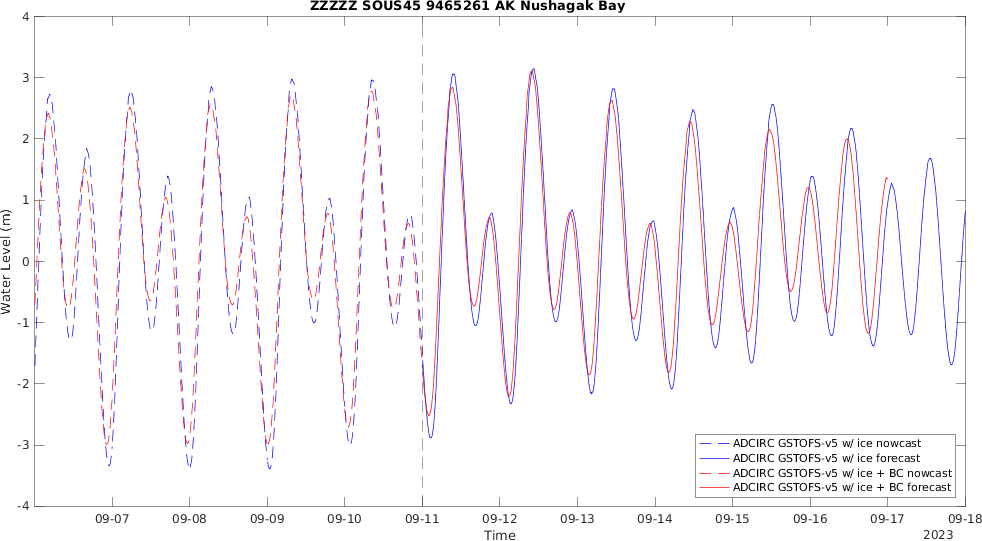 ZZZZZ SOUS45 9465261 AK Nushagak Bay
Water Level (m)
4
3
2
1
0
-1
-2
-3
-4
ADCIRC GSTOFS-v5 w/ ice nowcast
ADCIRC GSTOFS-v5 w/ ice forecast
ADCIRC GSTOFS-v5 w/ ice + BC nowcast
ADCIRC GSTOFS-v5 w/ ice + BC forecast
09-07 09-08 09-09 09-10 09-11 09-12 09-13 09-14 09-15 09-16 09-17 09-18
Time
2023